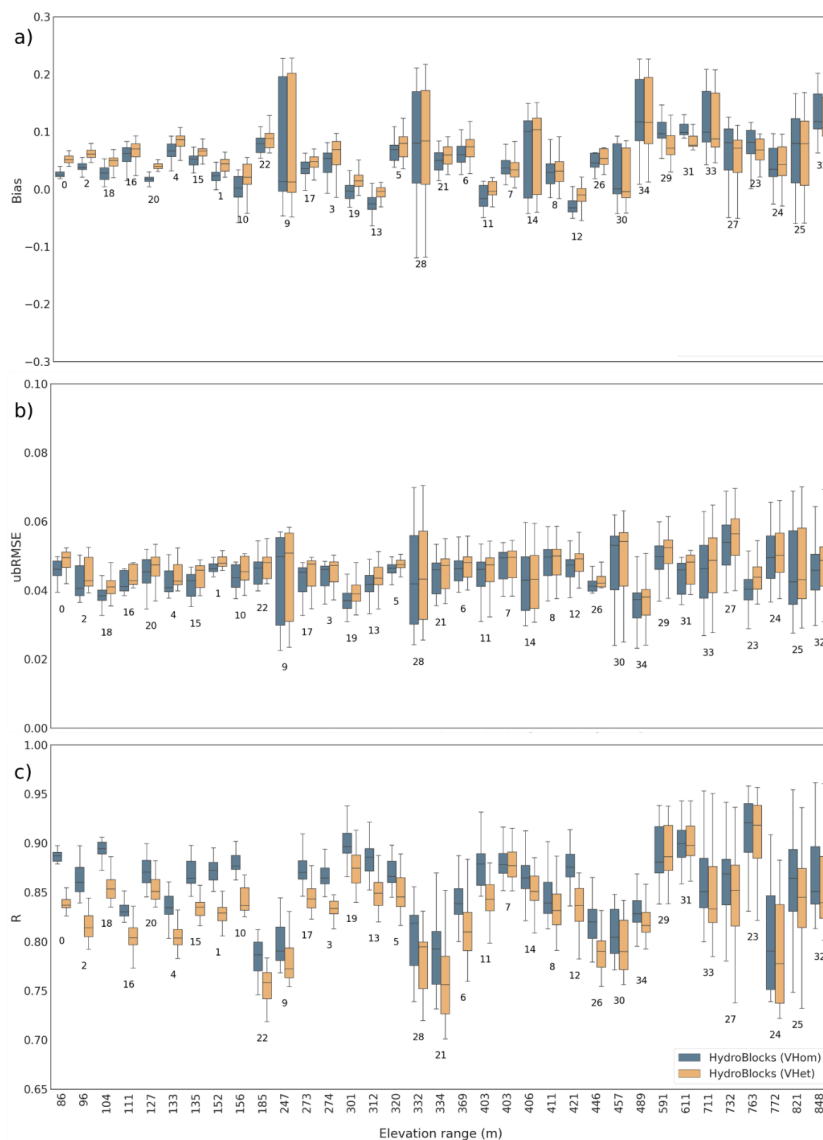 a)
0.3
0.2
0.1
0.0
−0.1
−0.2
−0.3
Bias
0 2 18 16 20 4 15 1 10 22 9 17 3 19 13 5 28 21 6 11 7 14 8 12 26 30 34 29 31 33 27 23 24 25 32
b)
0.10
0.08
0.06
0.04
0.02
0.00
ubRMSE
0 2 18 16 20 4 15 1 10 22 9 17 3 19 13 5 28 21 6 11 7 14 8 12 26 30 34 29 31 33 27 23 24 25 32
c)
1.00
0.95
0.90
0.85
0.80
0.75
0.70
0.65
R
0 2 18 16 20 4 15 1 10 22 9 17 3 19 13 5 28 21 6 11 7 14 8 12 26 30 34 29 31 33 27 23 24 25 32
HydroBlocks (VHom)
HydroBlocks (VHet)
86 96 104 111 127 133 135 152 156 185 247 273 274 301 312 320 332 334 369 403 403 406 411 421 446 457 489 591 611 711 732 763 772 821 848
Elevation range (m)